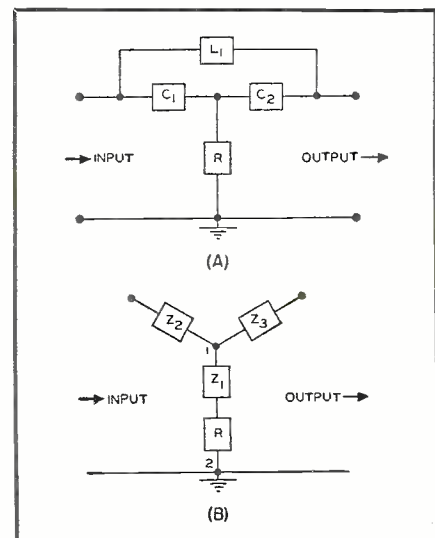 L₁
C₁ C₂
R
→ INPUT OUTPUT →
(A)
Z₂ Z₃
1
Z₁
→ INPUT OUTPUT →
R
2
(B)